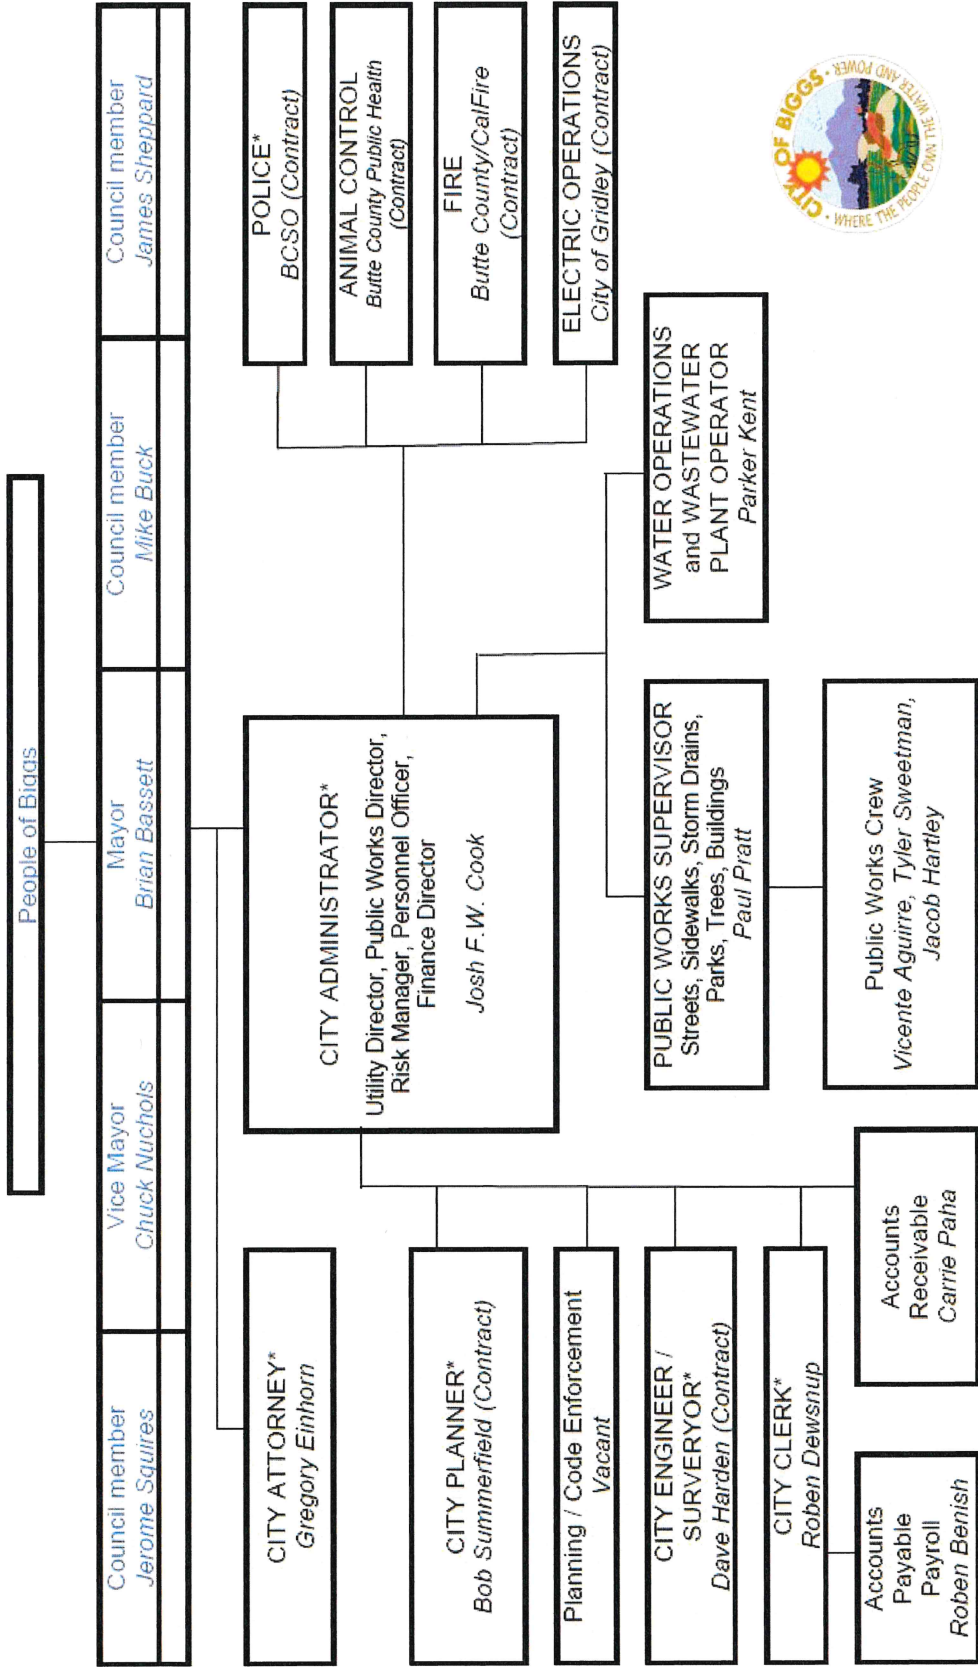 People of Biggs
Council member
Jerome Squires
Vice Mayor
Chuck Nuchols
Mayor
Brian Bassett
Council member
Mike Buck
Council member
James Sheppard
CITY ATTORNEY*
Gregory Einhorn
CITY ADMINISTRATOR*
Utility Director, Public Works Director,
Risk Manager, Personnel Officer,
Finance Director
Josh F.W. Cook
POLICE*
BCSO (Contract)
ANIMAL CONTROL
Butte County Public Health
(Contract)
FIRE
Butte County/CalFire
(Contract)
ELECTRIC OPERATIONS
City of Gridley (Contract)
CITY PLANNER*
Bob Summerfield (Contract)
Planning / Code Enforcement
Vacant
CITY ENGINEER /
SURVERYOR*
Dave Harden (Contract)
CITY CLERK*
Roben Dewsnup
Accounts
Payable
Payroll
Roben Benish
Accounts
Receivable
Carrie Paha
PUBLIC WORKS SUPERVISOR
Streets, Sidewalks, Storm Drains,
Parks, Trees, Buildings
Paul Pratt
Public Works Crew
Vicente Aguirre, Tyler Sweetman,
Jacob Hartley
WATER OPERATIONS
and WASTEWATER
PLANT OPERATOR
Parker Kent
CITY OF BIGGS
• WHERE THE PEOPLE OWN THE WATER AND POWER •